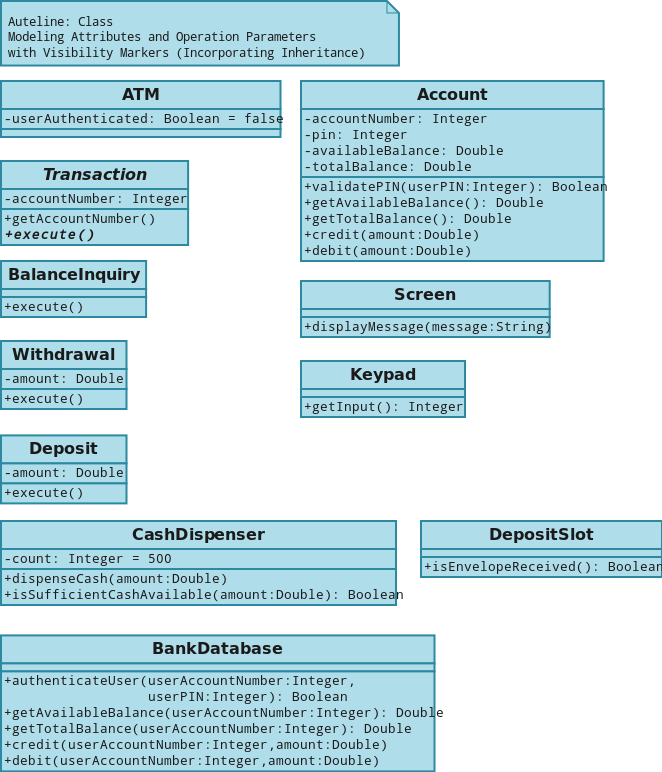 Auteline: Class
Modeling Attributes and Operation Parameters
with Visibility Markers (Incorporating Inheritance)
ATM
-userAuthenticated: Boolean = false
Account
-accountNumber: Integer
-pin: Integer
-availableBalance: Double
-totalBalance: Double
+validatePIN(userPIN:Integer): Boolean
+getAvailableBalance(): Double
+getTotalBalance(): Double
+credit(amount:Double)
+debit(amount:Double)
Transaction
-accountNumber: Integer
+getAccountNumber()
+execute()
BalanceInquiry
+execute()
Screen
+displayMessage(message:String)
Withdrawal
-amount: Double
+execute()
Keypad
+getInput(): Integer
Deposit
-amount: Double
+execute()
CashDispenser
-count: Integer = 500
+dispenseCash(amount:Double)
+isSufficientCashAvailable(amount:Double): Boolean
DepositSlot
+isEnvelopeReceived(): Boolean
BankDatabase
+authenticateUser(userAccountNumber:Integer,
userPIN:Integer): Boolean
+getAvailableBalance(userAccountNumber:Integer): Double
+getTotalBalance(userAccountNumber:Integer): Double
+credit(userAccountNumber:Integer,amount:Double)
+debit(userAccountNumber:Integer,amount:Double)